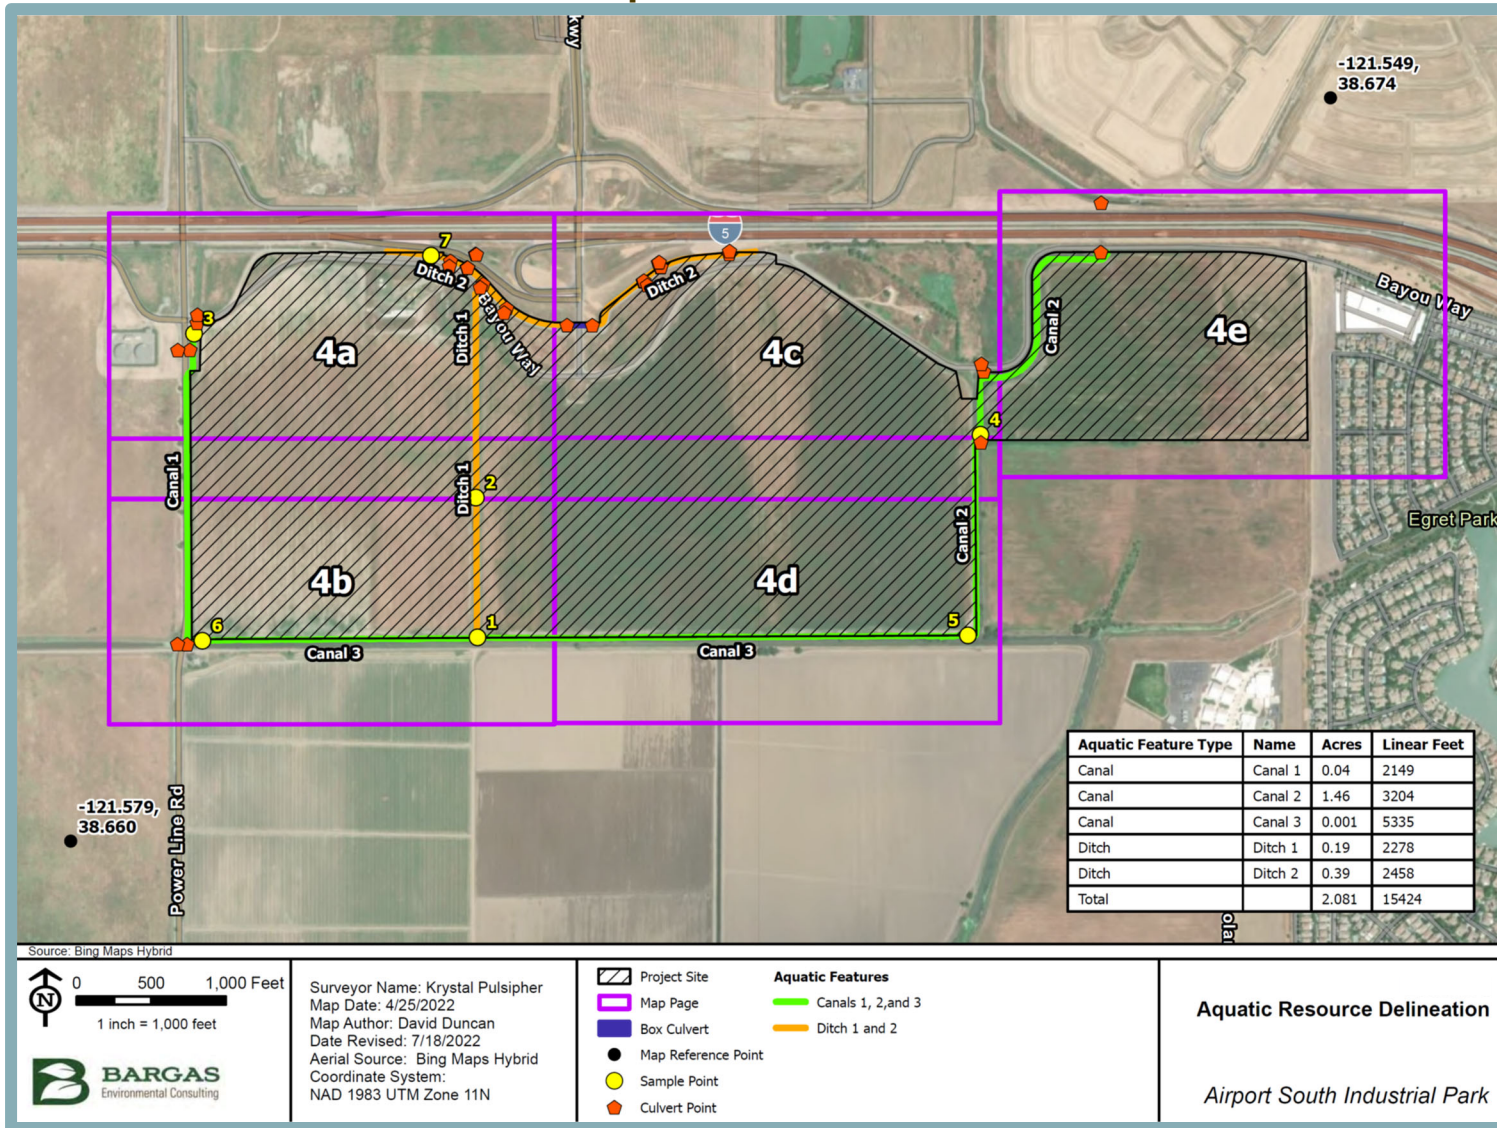 kwy
-121.549,
38.674
5
7
Ditch 2
Bayou Way
Ditch 2
Canal 2
Bayou Way
3
4a
Ditch 1
4c
4e
4
Canal 1
Ditch 1
2
Canal 2
Egret Park
4b
4d
6
1
5
Canal 3
Canal 3
-121.579,
38.660
Power Line Rd
Aquatic Feature Type Name Acres Linear Feet
Canal Canal 1 0.04 2149
Canal Canal 2 1.46 3204
Canal Canal 3 0.001 5335
Ditch Ditch 1 0.19 2278
Ditch Ditch 2 0.39 2458
Total 2.081 15424
olar
Source: Bing Maps Hybrid
N
0 500 1,000 Feet
1 inch = 1,000 feet
BARGAS
Environmental Consulting
Surveyor Name: Krystal Pulsipher
Map Date: 4/25/2022
Map Author: David Duncan
Date Revised: 7/18/2022
Aerial Source: Bing Maps Hybrid
Coordinate System:
NAD 1983 UTM Zone 11N
Project Site
Map Page
Box Culvert
Map Reference Point
Sample Point
Culvert Point
Aquatic Features
Canals 1, 2,and 3
Ditch 1 and 2
Aquatic Resource Delineation
Airport South Industrial Park